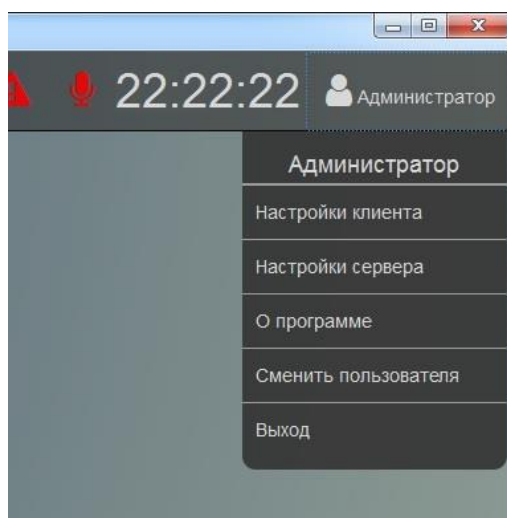 22:22:22 Администратор
Администратор
Настройки клиента
Настройки сервера
О программе
Сменить пользователя
Выход